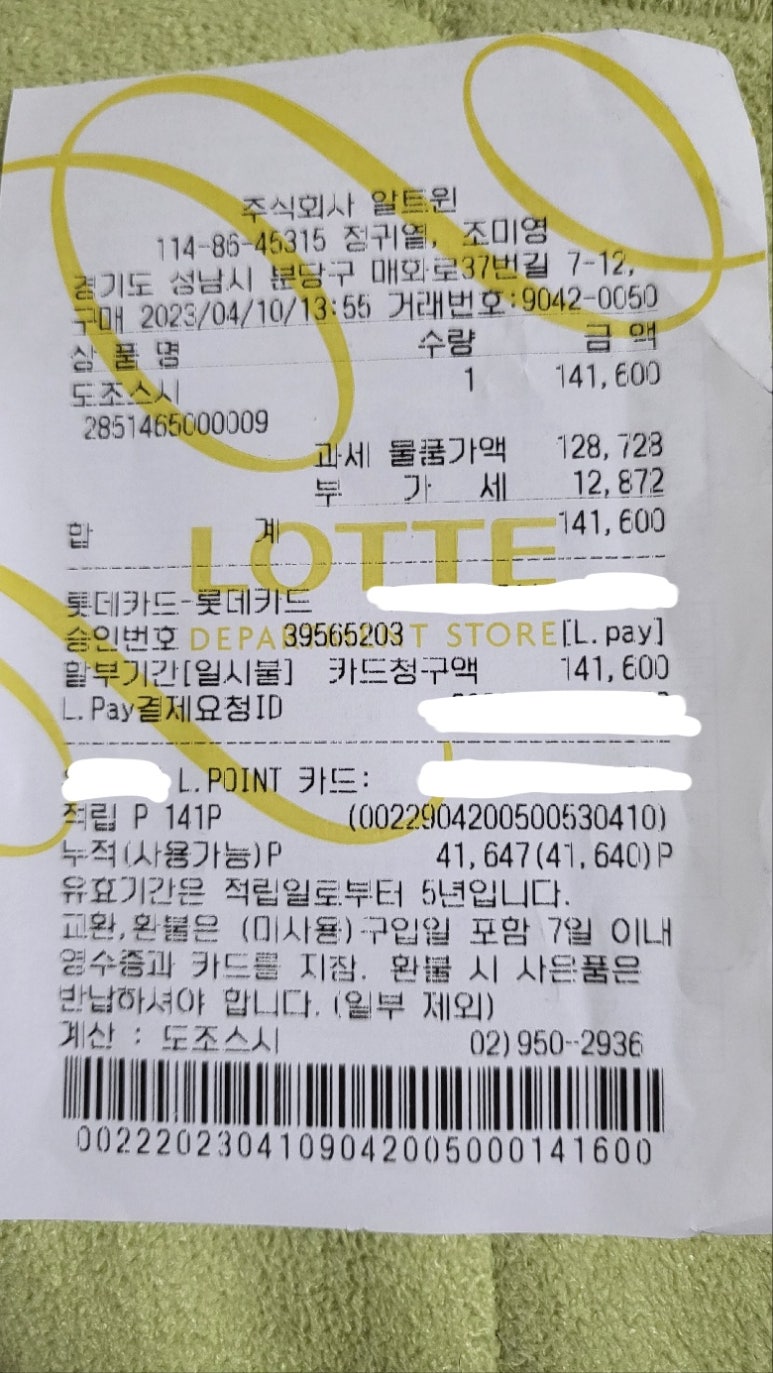 주식회사 알트윈
114-86-45315 정귀열, 조미영
경기도 성남시 분당구 매화로37번길 7-12,
구매 2023/04/10/13:55 거래번호:9042-0050
상 품 명 수량 금 액
도조스시 1 141,600
2851465000009
과세 물품가액 128,728
부 가 세 12,872
합 계 141,600
LOTTE
롯데카드-롯데카드
DEPARTMENT STORE
승인번호 39565203 [L.pay]
할부기간[일시불] 카드청구액 141,600
L.Pay결제요청ID
L.POINT 카드:
적립 P 141P (0022904200500530410)
누적(사용가능)P 41,647(41,640)P
유효기간은 적립일로부터 5년입니다.
교환,환불은 (미사용)구입일 포함 7일 이내
영수증과 카드를 지참. 환불 시 사은품은
반납하셔야 합니다.(일부 제외)
계산 : 도조스시 02)950-2936
0022202304109042005000141600